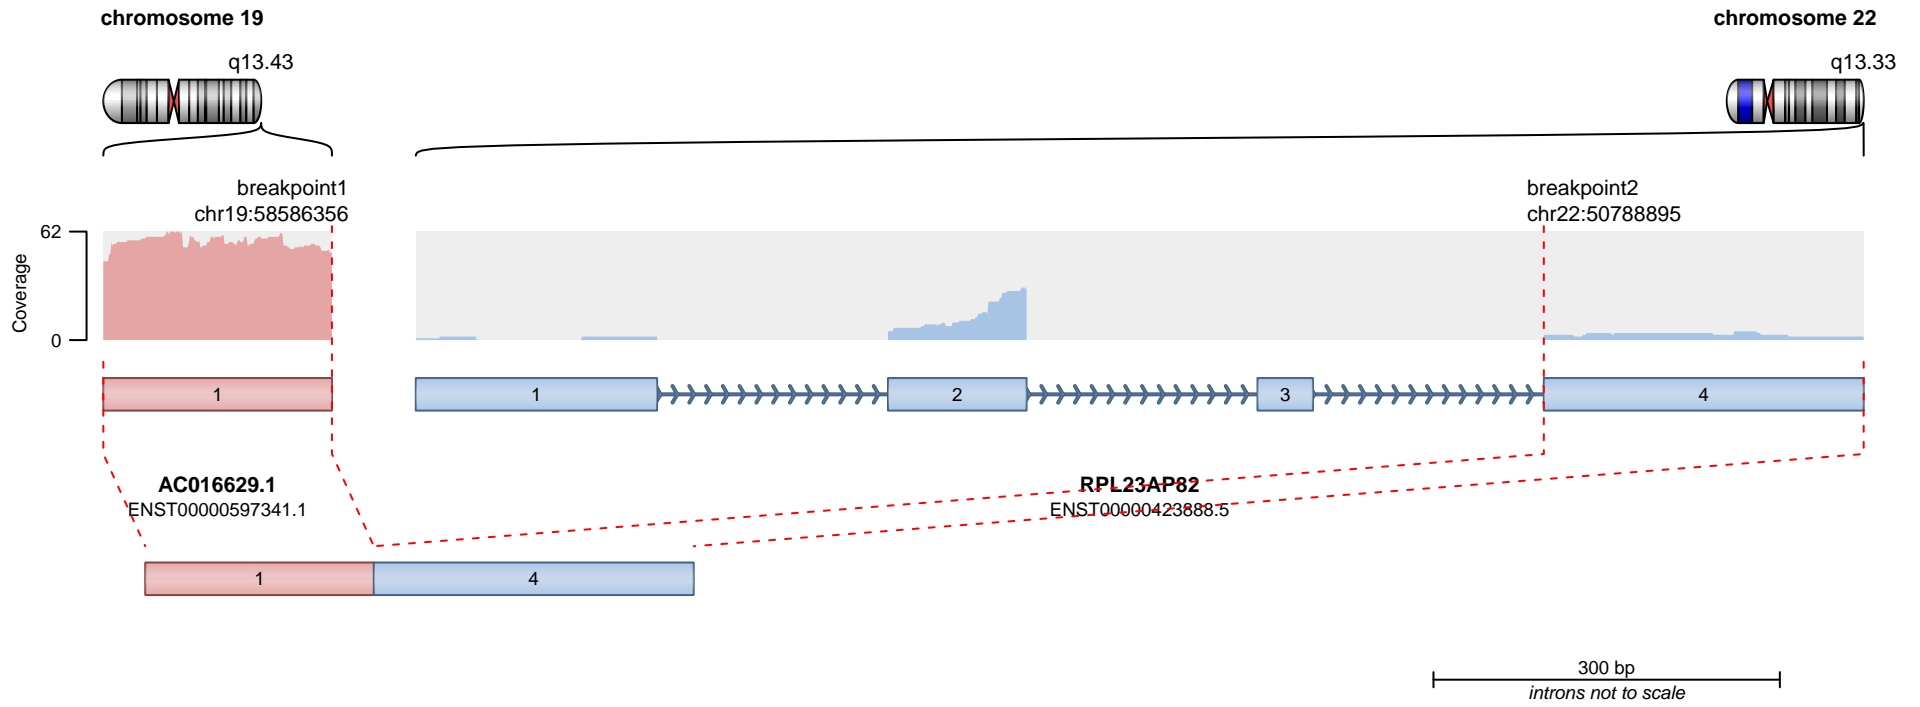 chromosome 19
chromosome 22
q13.43
q13.33
breakpoint1
chr19:58586356
breakpoint2
chr22:50788895
62
Coverage
0
1
1
2
3
4
AC016629.1
ENST00000597341.1
RPL23AP82
ENST00000423888.5
1
4
300 bp
introns not to scale